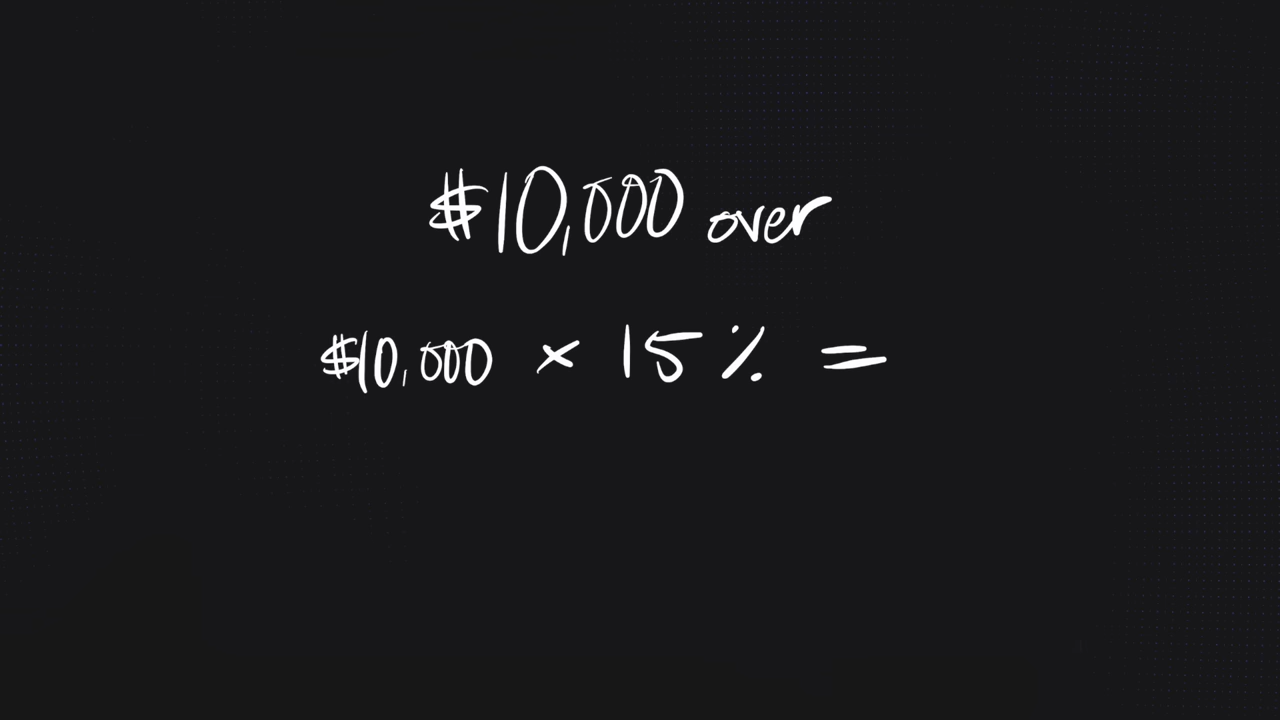 $10,000 over
$10,000 × 15% =